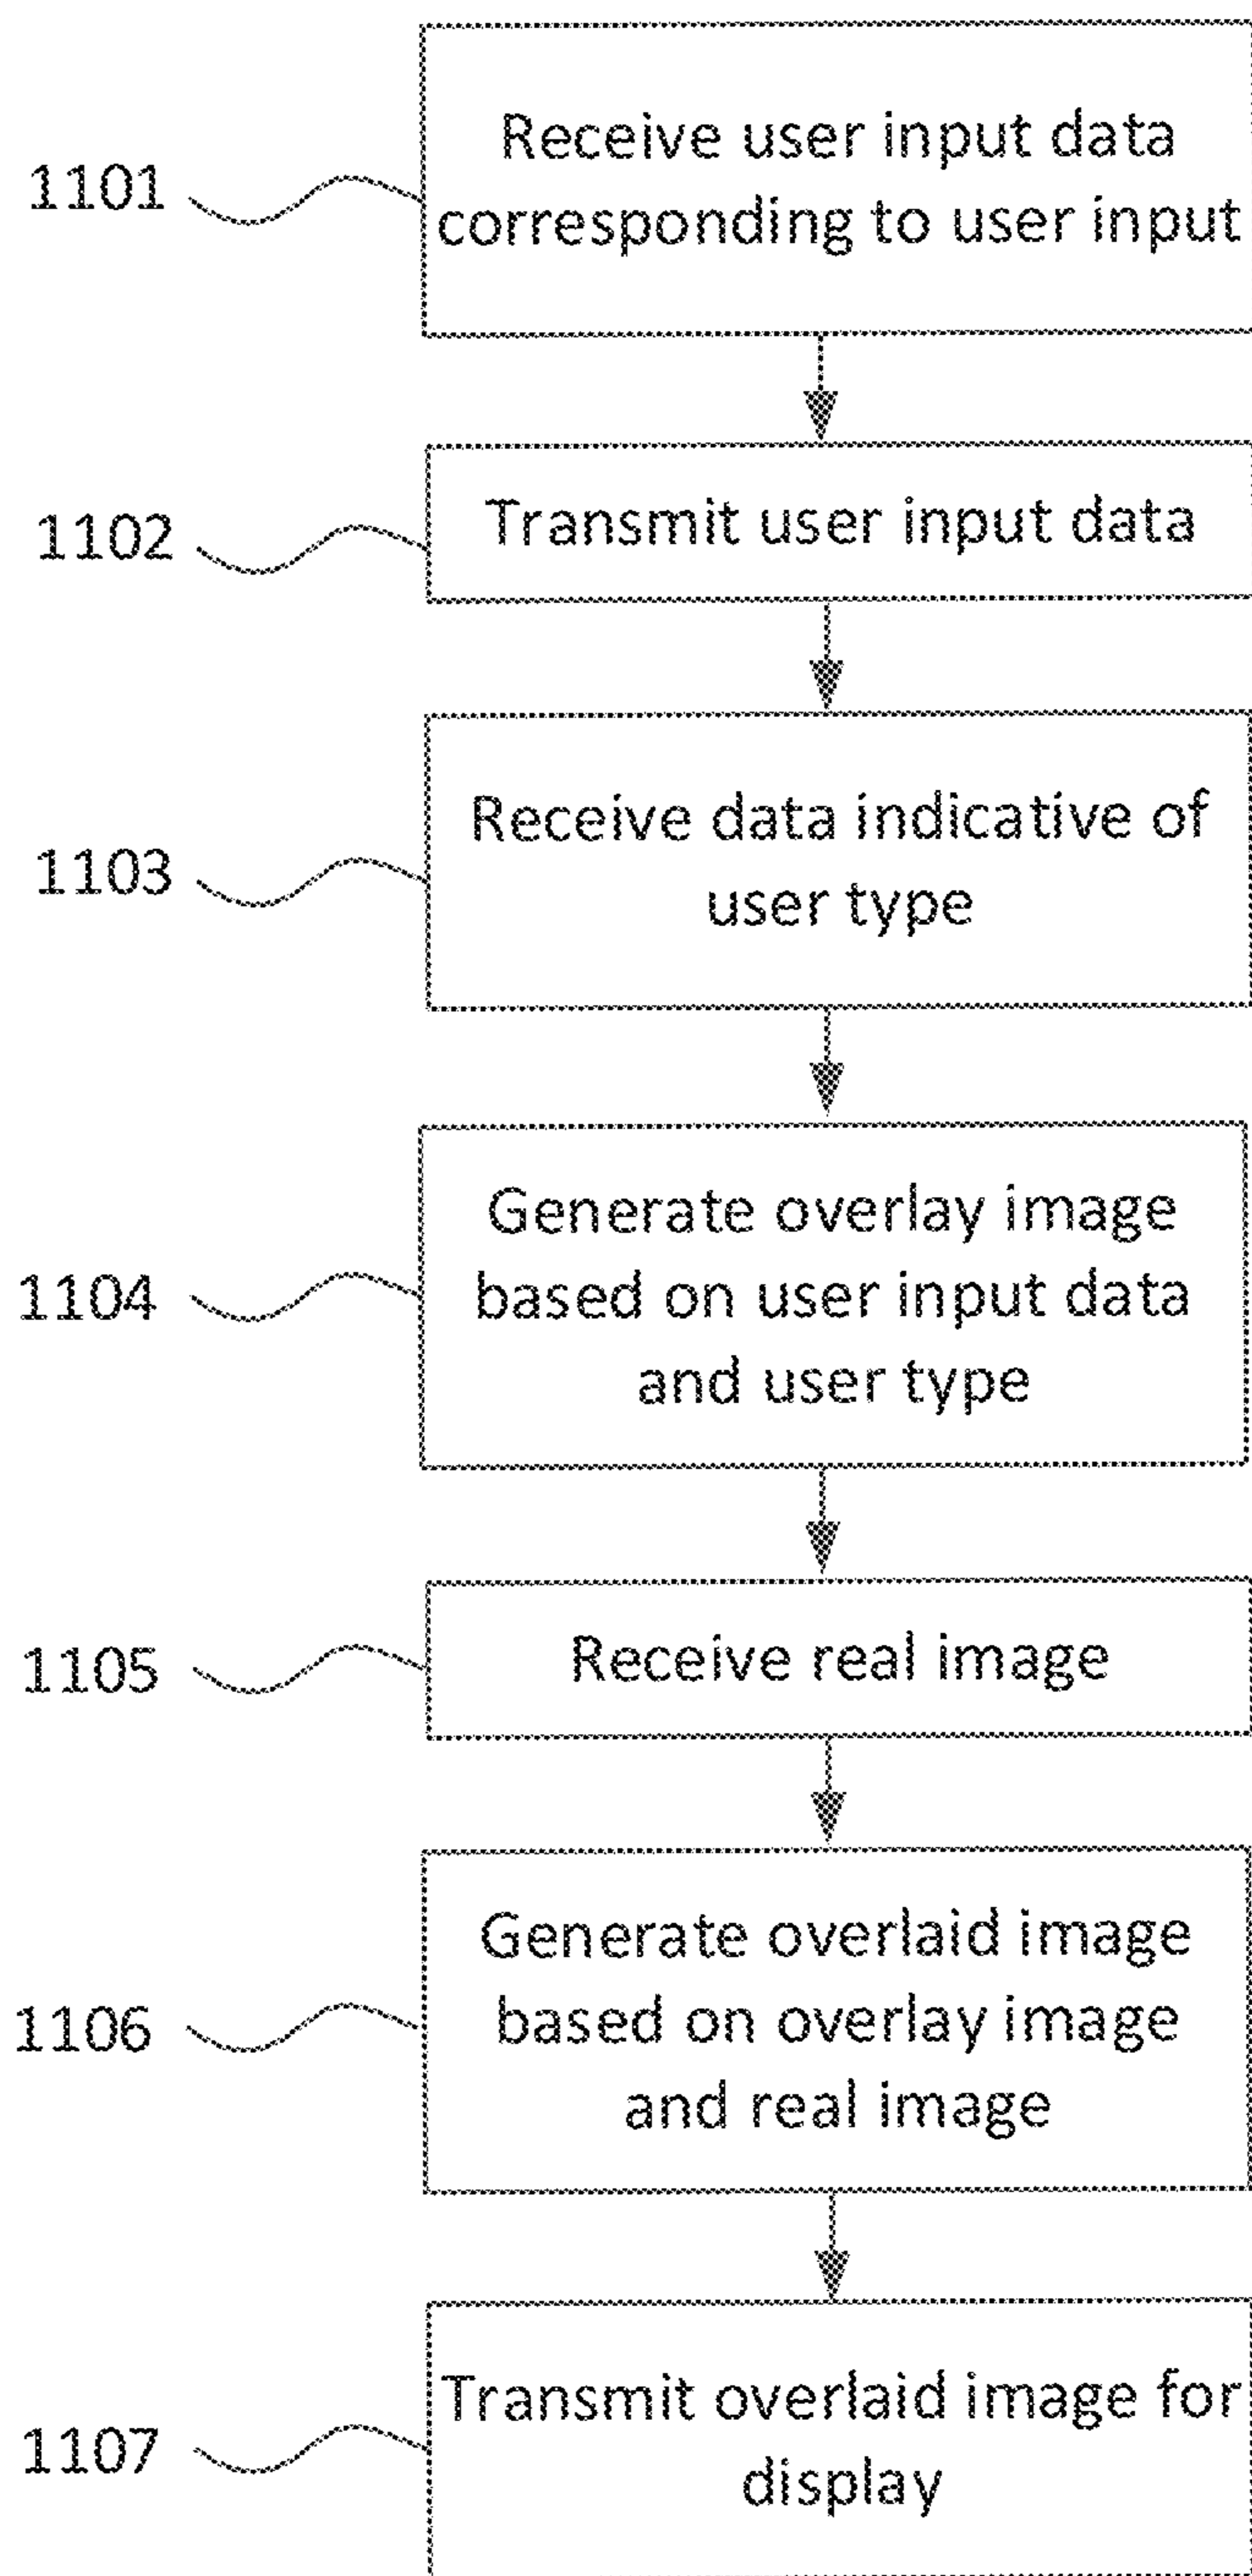 1101
Receive user input data
corresponding to user input
1102
Transmit user input data
1103
Receive data indicative of
user type
1104
Generate overlay image
based on user input data
and user type
1105
Receive real image
1106
Generate overlaid image
based on overlay image
and real image
1107
Transmit overlaid image for
display